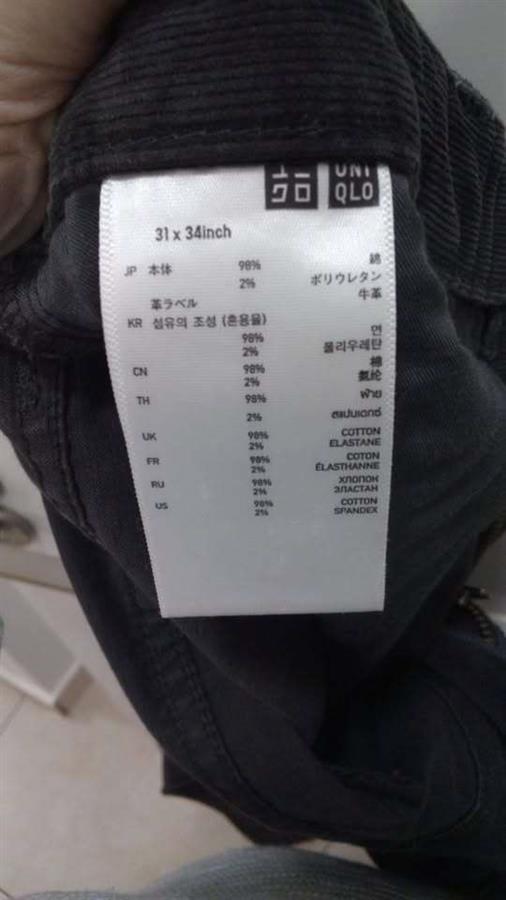 ユニ
クロ
UNI
QLO
31 x 34inch
JP 本体 98% 綿
2% ポリウレタン
革ラベル 牛革
KR 섬유의 조성 (혼용율)
98% 면
2% 폴리우레탄
CN 98% 棉
2% 氨纶
TH 98% ฝ้าย
2% สแปนเดกซ์
UK 98% COTTON
2% ELASTANE
FR 98% COTON
2% ÉLASTHANNE
RU 98% ХЛОПОК
2% ЭЛАСТАН
US 98% COTTON
2% SPANDEX